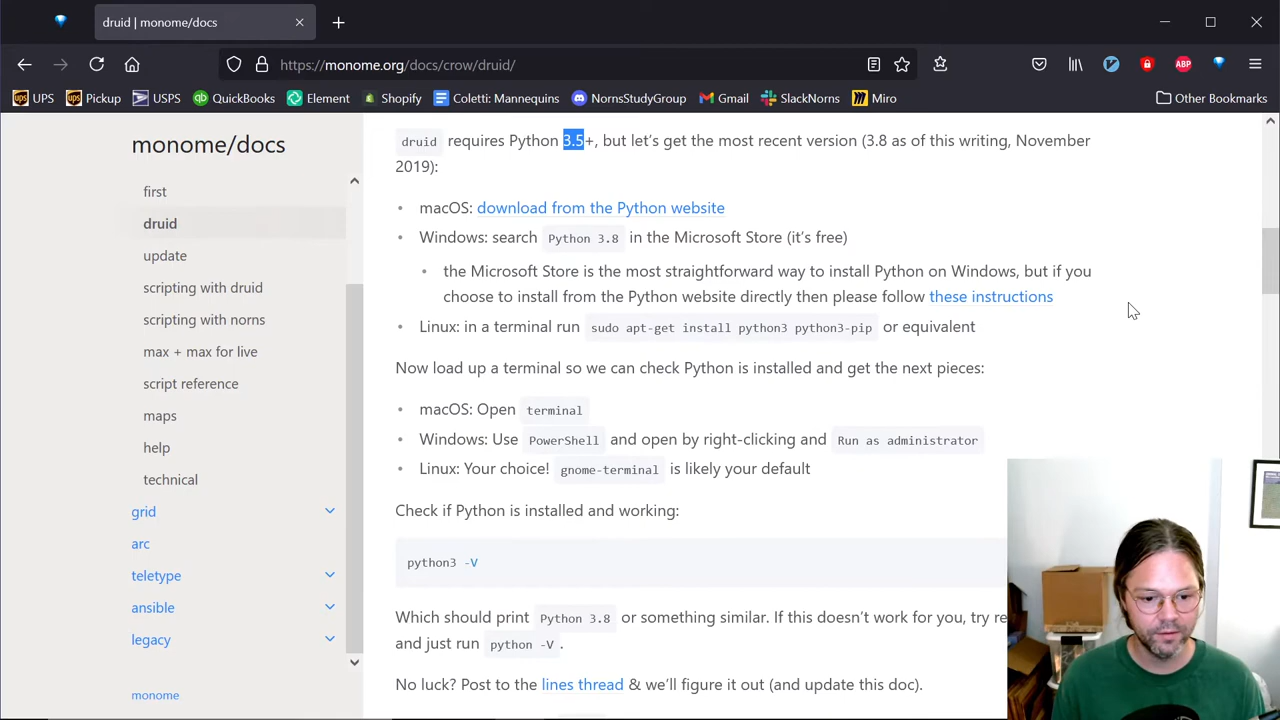 druid | monome/docs
https://monome.org/docs/crow/druid/
UPS
Pickup
USPS
QuickBooks
Element
Shopify
Coletti: Mannequins
NornsStudyGroup
Gmail
SlackNorns
Miro
Other Bookmarks
monome/docs
first
druid
update
scripting with druid
scripting with norns
max + max for live
script reference
maps
help
technical
grid
arc
teletype
ansible
legacy
monome
druid requires Python 3.5+, but let's get the most recent version (3.8 as of this writing, November
2019):
macOS: download from the Python website
Windows: search Python 3.8 in the Microsoft Store (it's free)
the Microsoft Store is the most straightforward way to install Python on Windows, but if you
choose to install from the Python website directly then please follow these instructions
Linux: in a terminal run sudo apt-get install python3 python3-pip or equivalent
Now load up a terminal so we can check Python is installed and get the next pieces:
macOS: Open terminal
Windows: Use PowerShell and open by right-clicking and Run as administrator
Linux: Your choice! gnome-terminal is likely your default
Check if Python is installed and working:
python3 -V
Which should print Python 3.8 or something similar. If this doesn't work for you, try re
and just run python -V.
No luck? Post to the lines thread & we'll figure it out (and update this doc).